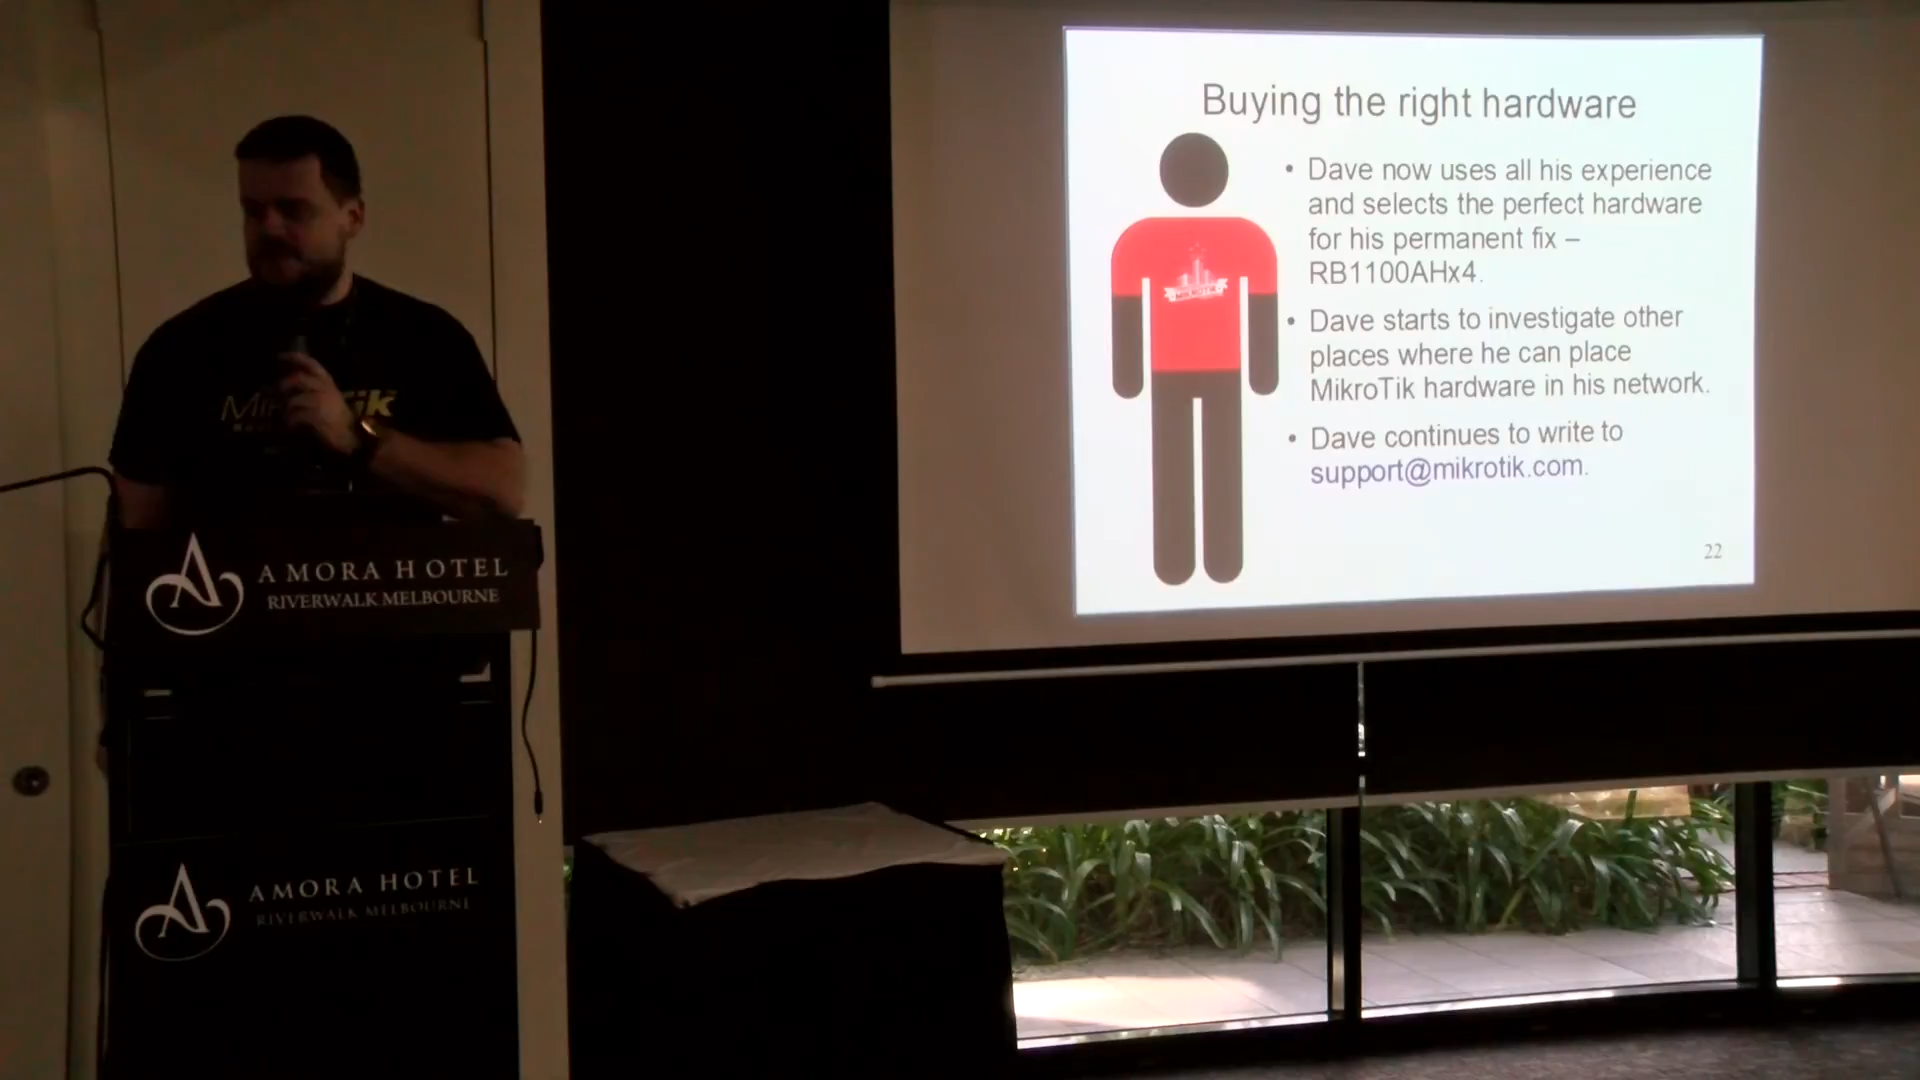 Buying the right hardware
• Dave now uses all his experience
and selects the perfect hardware
for his permanent fix –
RB1100AHx4.
• Dave starts to investigate other
places where he can place
MikroTik hardware in his network.
• Dave continues to write to
support@mikrotik.com.
22
AMORA HOTEL
RIVERWALK MELBOURNE
AMORA HOTEL
RIVERWALK MELBOURNE